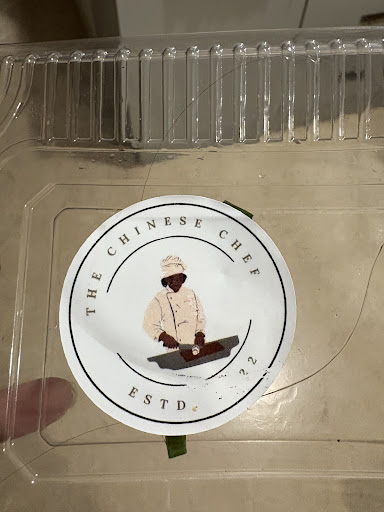 THE CHINESE CHEF
ESTD. 22